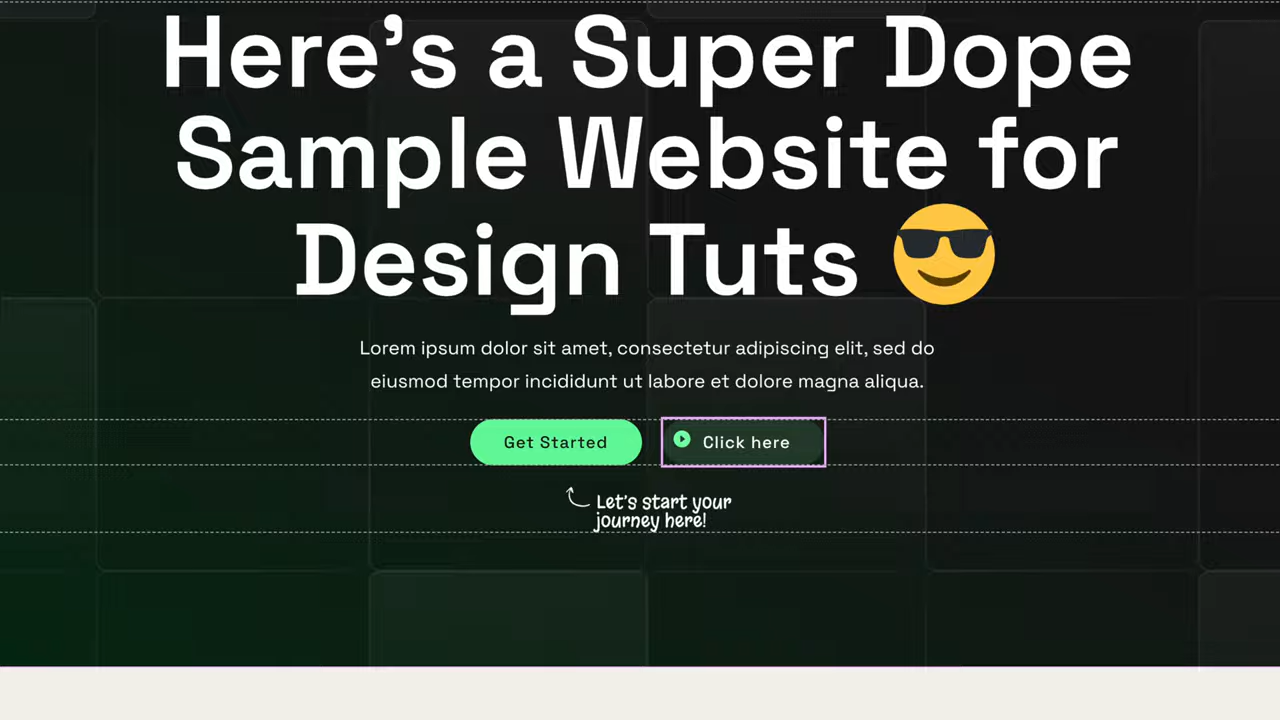 Here's a Super Dope
Sample Website for
Design Tuts 😎
Lorem ipsum dolor sit amet, consectetur adipiscing elit, sed do
eiusmod tempor incididunt ut labore et dolore magna aliqua.
Get Started
Click here
Let's start your
journey here!